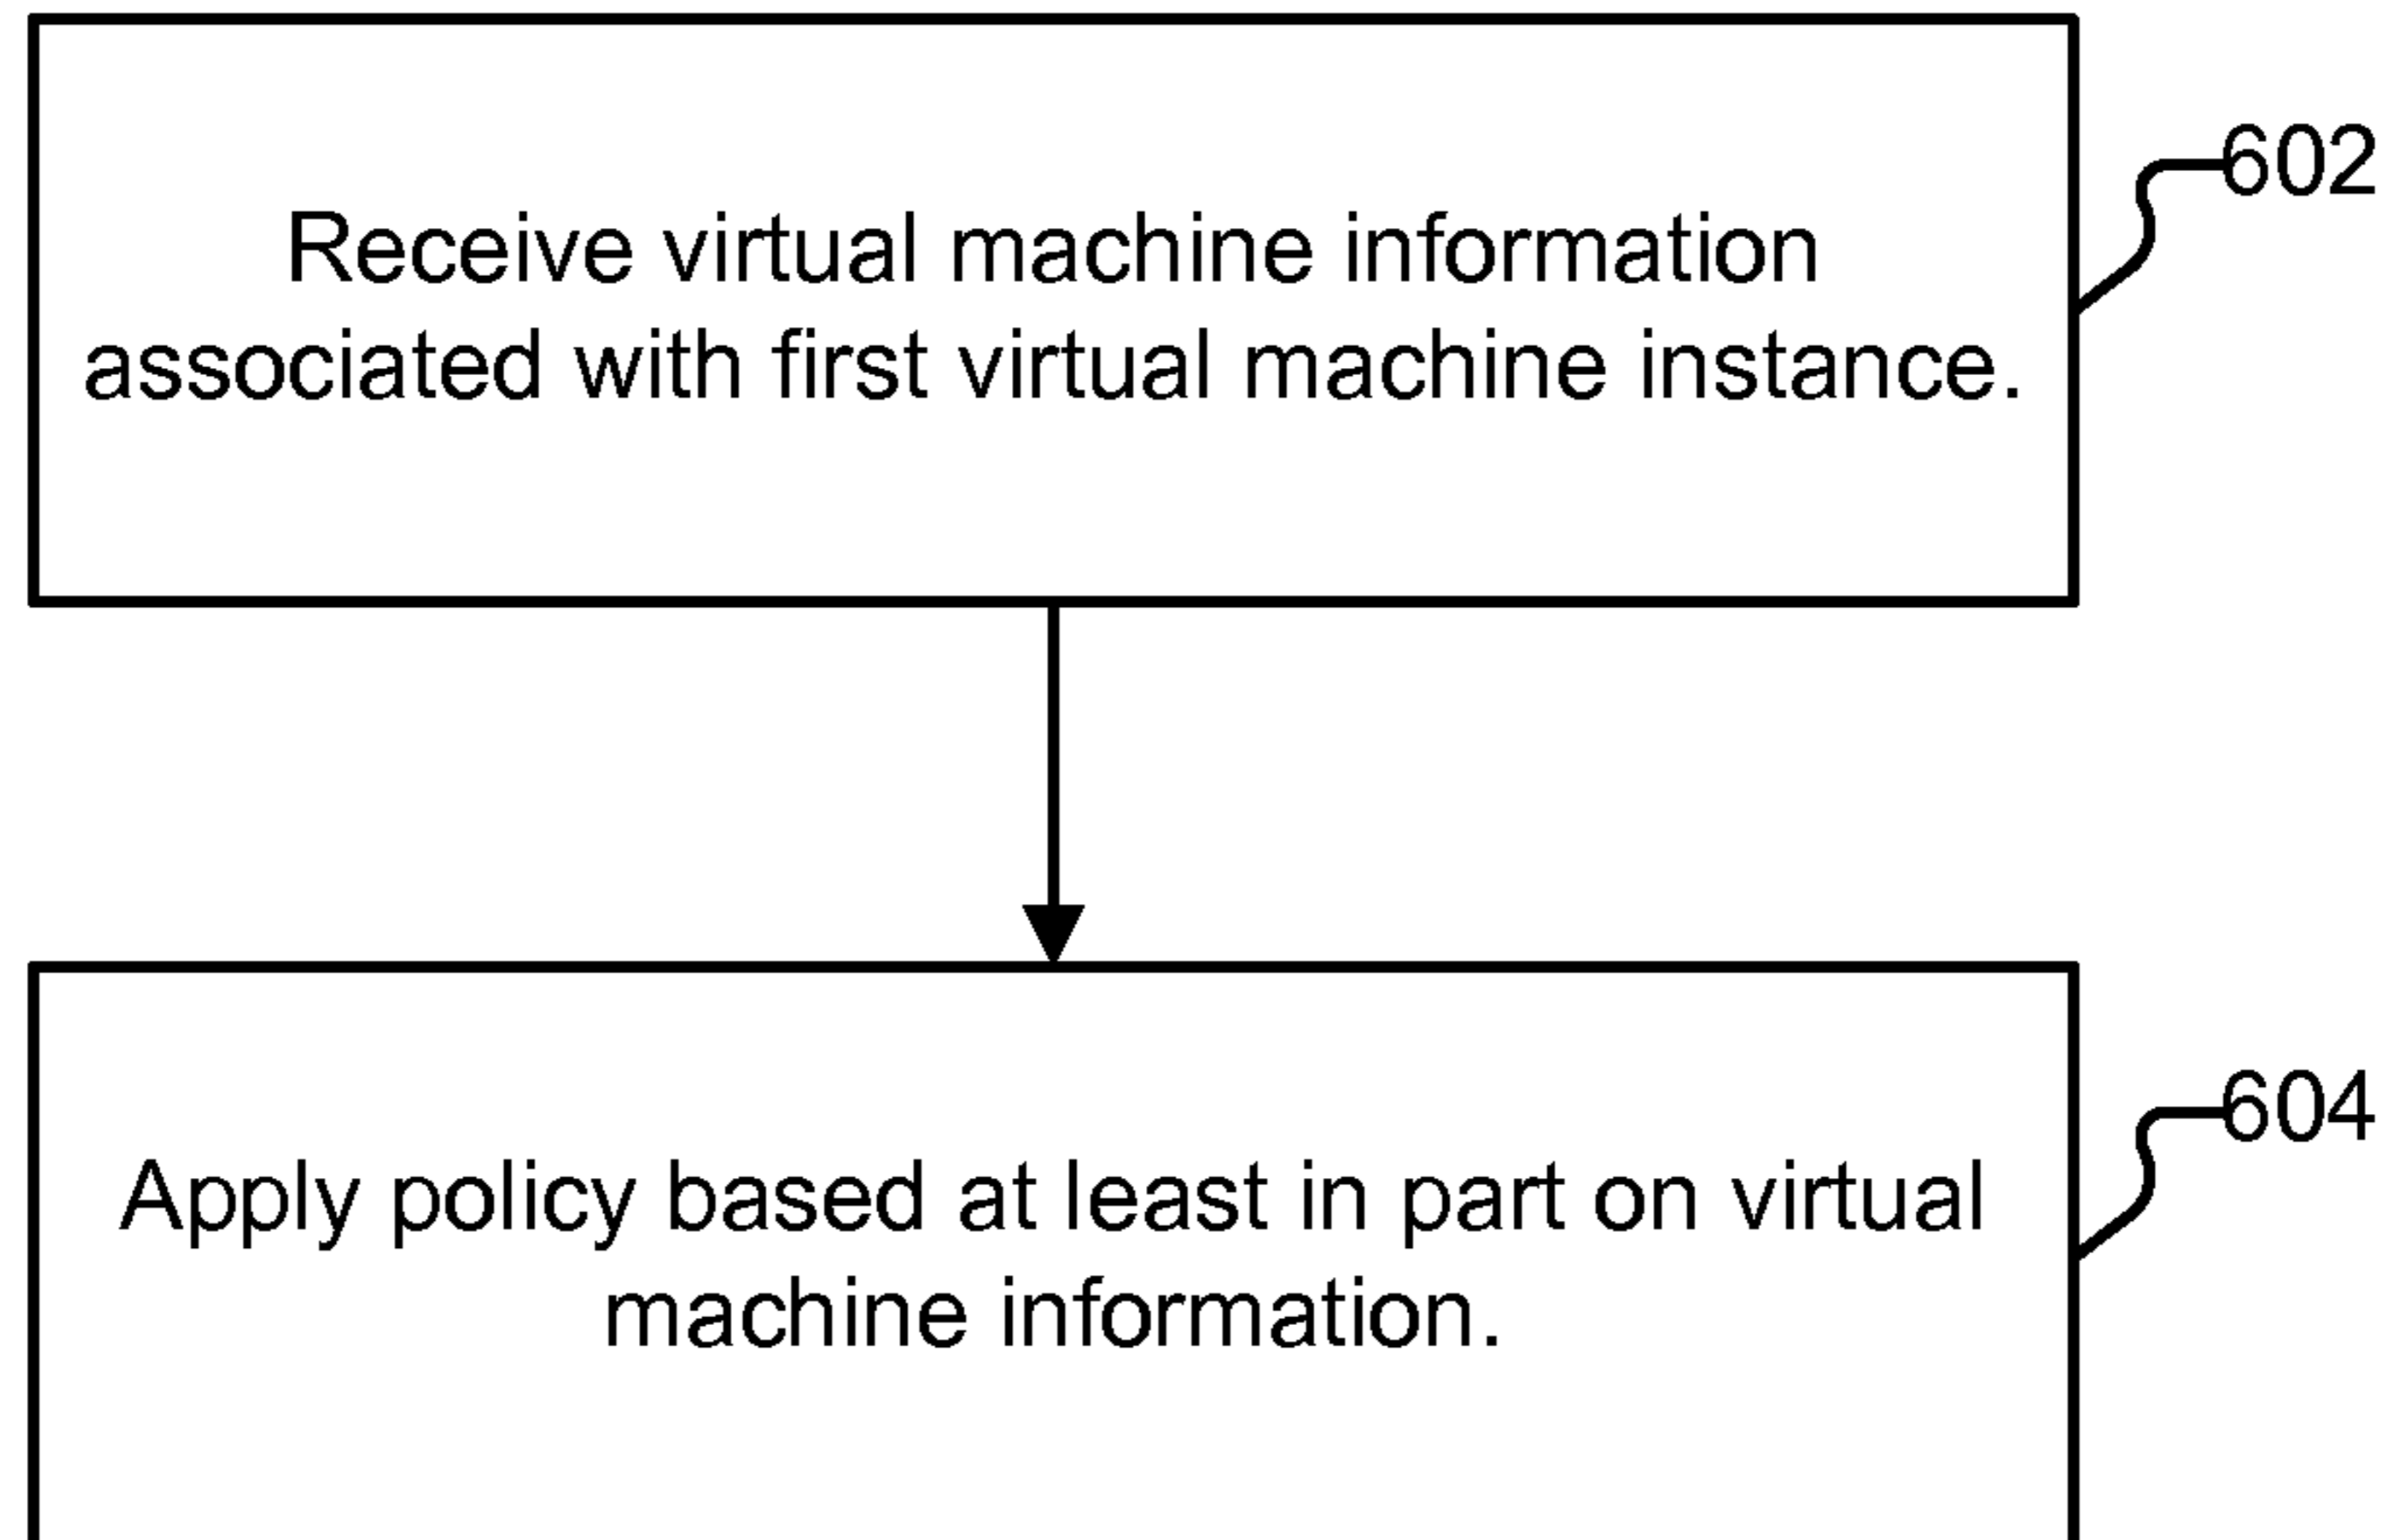 602
Receive virtual machine information
associated with first virtual machine instance.
604
Apply policy based at least in part on virtual
machine information.